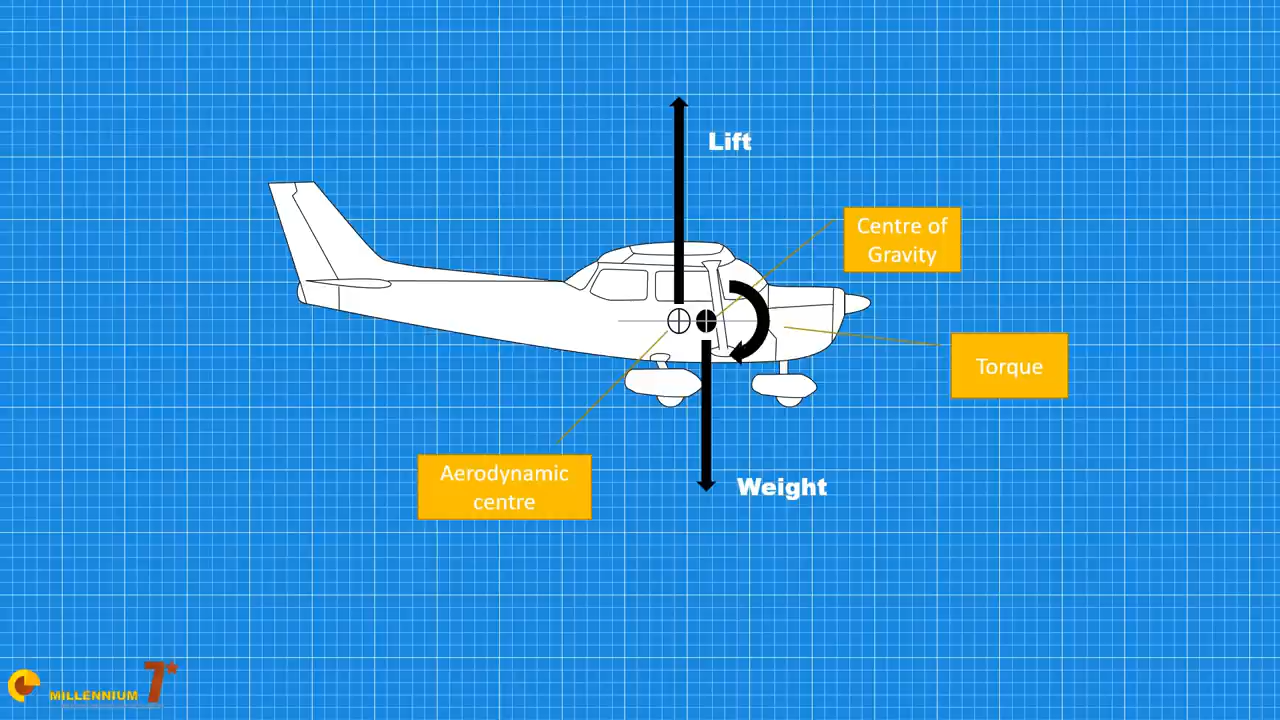 Lift
Centre of
Gravity
Torque
Aerodynamic
centre
Weight
MILLENNIUM 7*